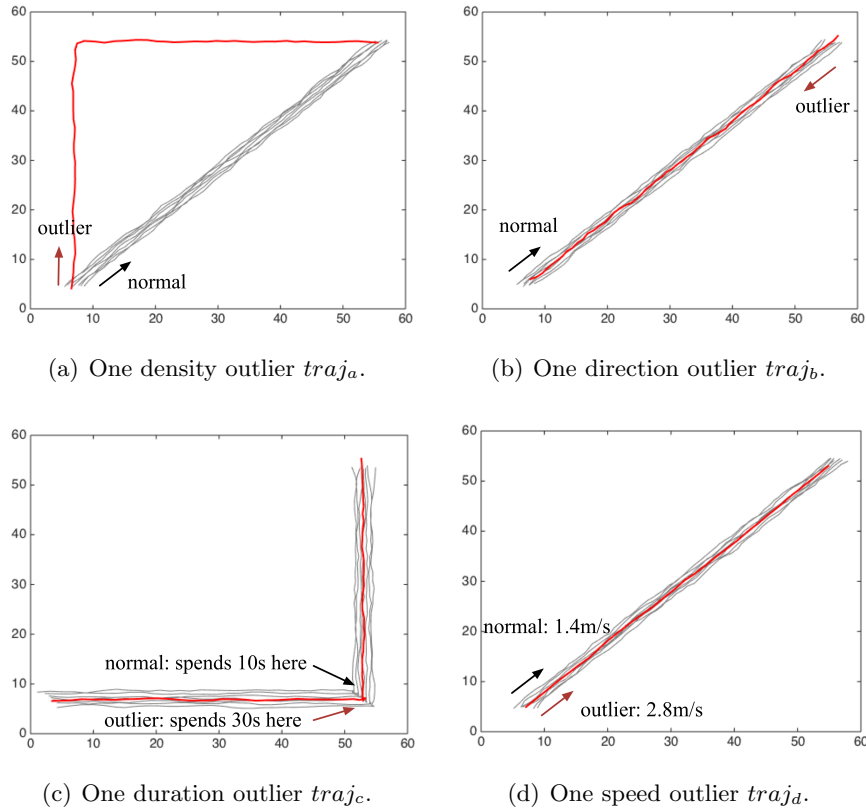 60
50
40
30
20
10
0
outlier
normal
0 10 20 30 40 50 60
(a) One density outlier traj_a.
60
50
40
30
20
10
0
outlier
normal
0 10 20 30 40 50 60
(b) One direction outlier traj_b.
60
50
40
30
20
10
0
normal: spends 10s here
outlier: spends 30s here
0 10 20 30 40 50 60
(c) One duration outlier traj_c.
60
50
40
30
20
10
0
normal: 1.4m/s
outlier: 2.8m/s
0 10 20 30 40 50 60
(d) One speed outlier traj_d.